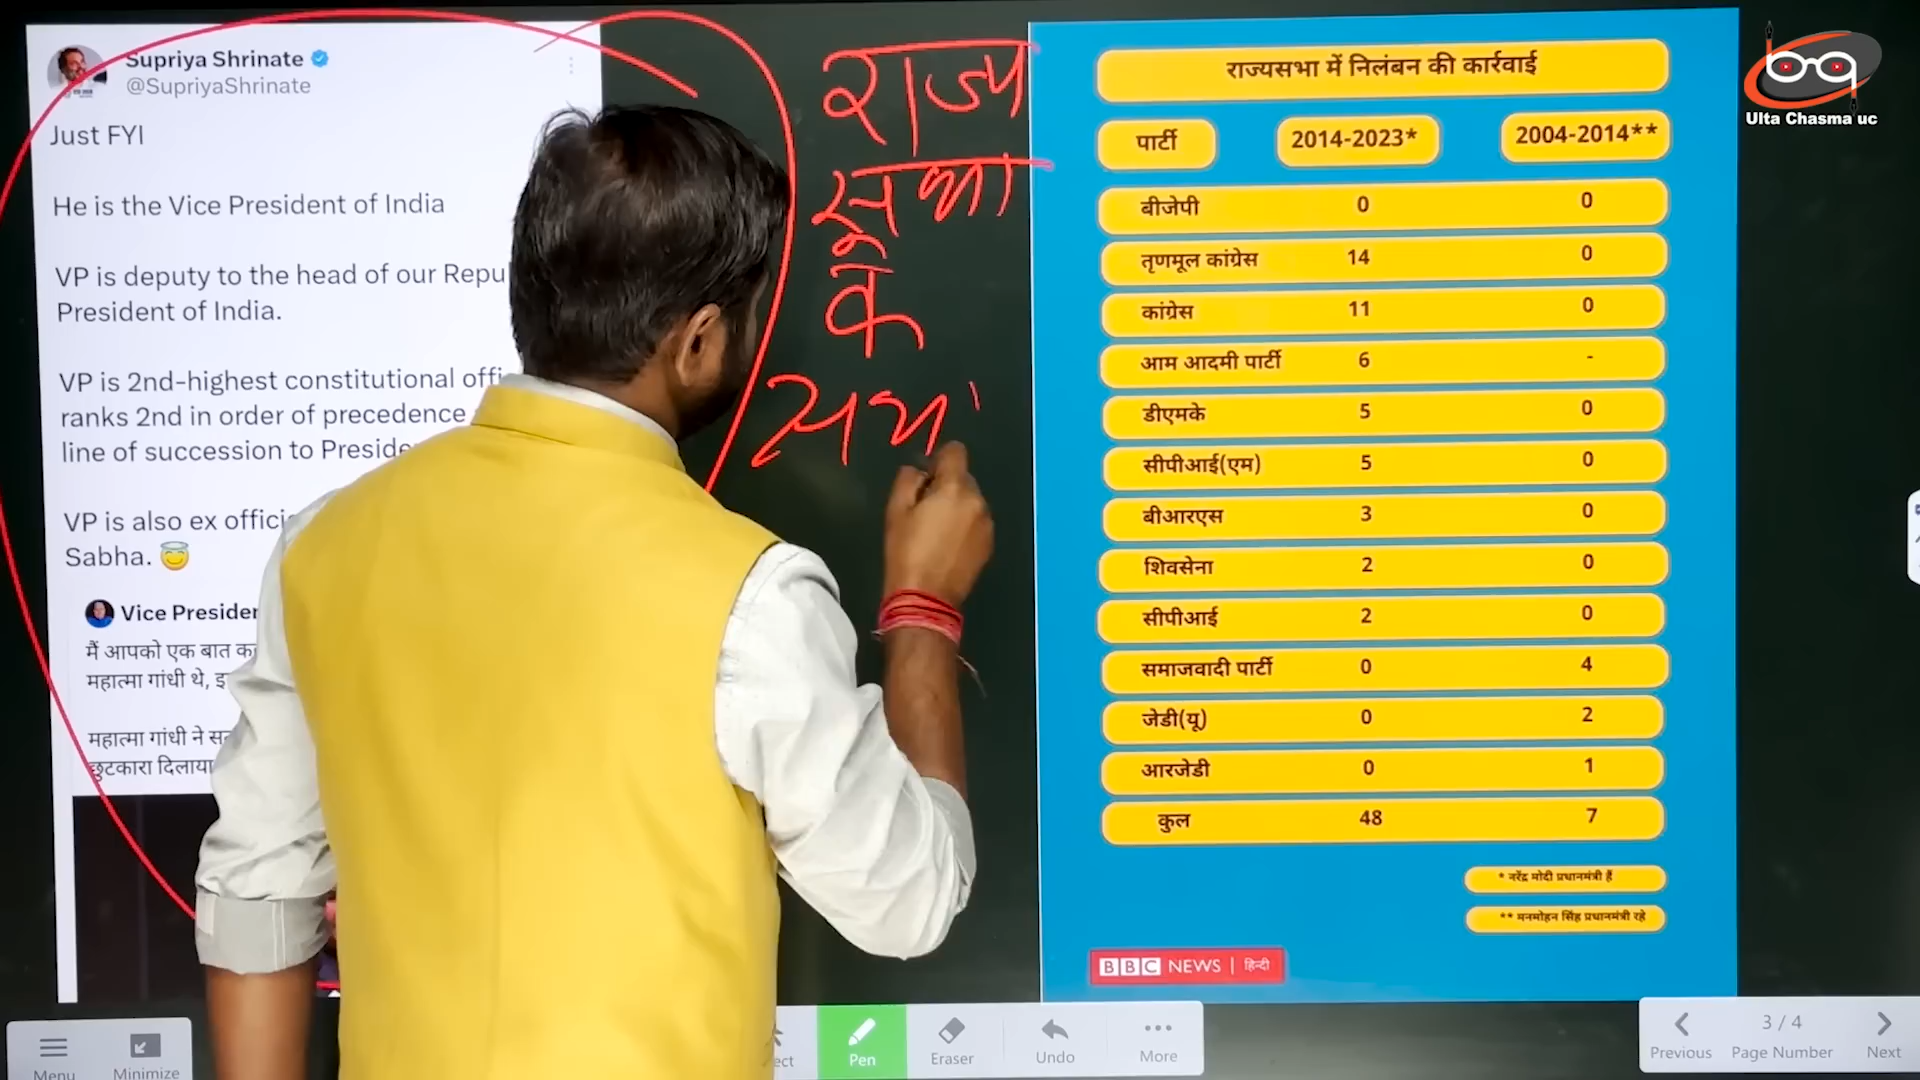 Supriya Shrinate
@SupriyaShrinate
Just FYI
He is the Vice President of India
VP is deputy to the head of our
President of India.
VP is 2nd-highest constitutional
ranks 2nd in order of precedence
line of succession to
VP is also ex
Sabha. 😇
Vice
मैं आपको एक बात
महात्मा गांधी थे,
महात्मा गांधी ने
छुटकारा दिलाया
राज्य
सभा
के
राज्यसभा में निलंबन की कार्रवाई
पार्टी 2014-2023* 2004-2014**
बीजेपी 0 0
तृणमूल कांग्रेस 14 0
कांग्रेस 11 0
आम आदमी पार्टी 6 -
डीएमके 5 0
सीपीआई(एम) 5 0
बीआरएस 3 0
शिवसेना 2 0
सीपीआई 2 0
समाजवादी पार्टी 0 4
जेडी(यू) 0 2
आरजेडी 0 1
कुल 48 7
* नरेंद्र मोदी प्रधानमंत्री हैं
** मनमोहन सिंह प्रधानमंत्री रहे
BBC NEWS | हिन्दी
Ulta Chasma uc
Menu Minimize
Pen Eraser Undo More
3 / 4
Previous Page Number Next